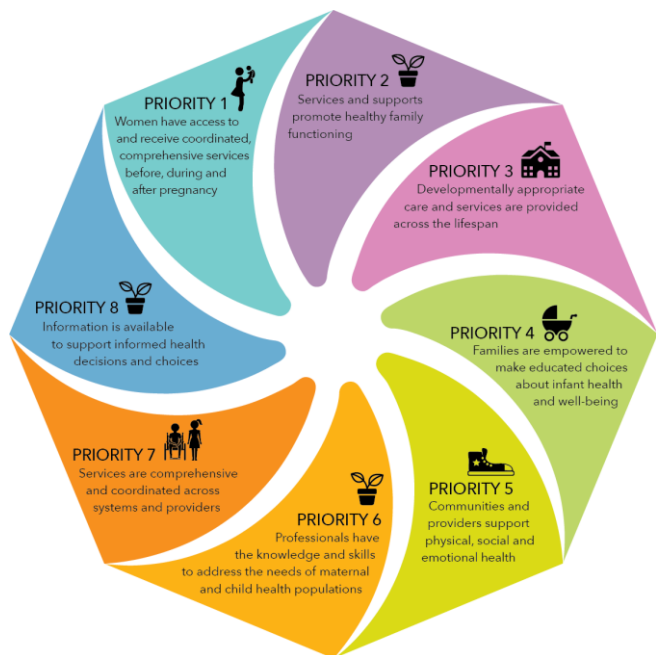 PRIORITY 1
Women have access to
and receive coordinated,
comprehensive services
before, during and
after pregnancy
PRIORITY 2
Services and supports
promote healthy family
functioning
PRIORITY 3
Developmentally appropriate
care and services are provided
across the lifespan
PRIORITY 4
Families are empowered to
make educated choices
about infant health
and well-being
PRIORITY 5
Communities and
providers support
physical, social and
emotional health
PRIORITY 6
Professionals have
the knowledge and skills
to address the needs of maternal
and child health populations
PRIORITY 7
Services are comprehensive
and coordinated across
systems and providers
PRIORITY 8
Information is available
to support informed health
decisions and choices